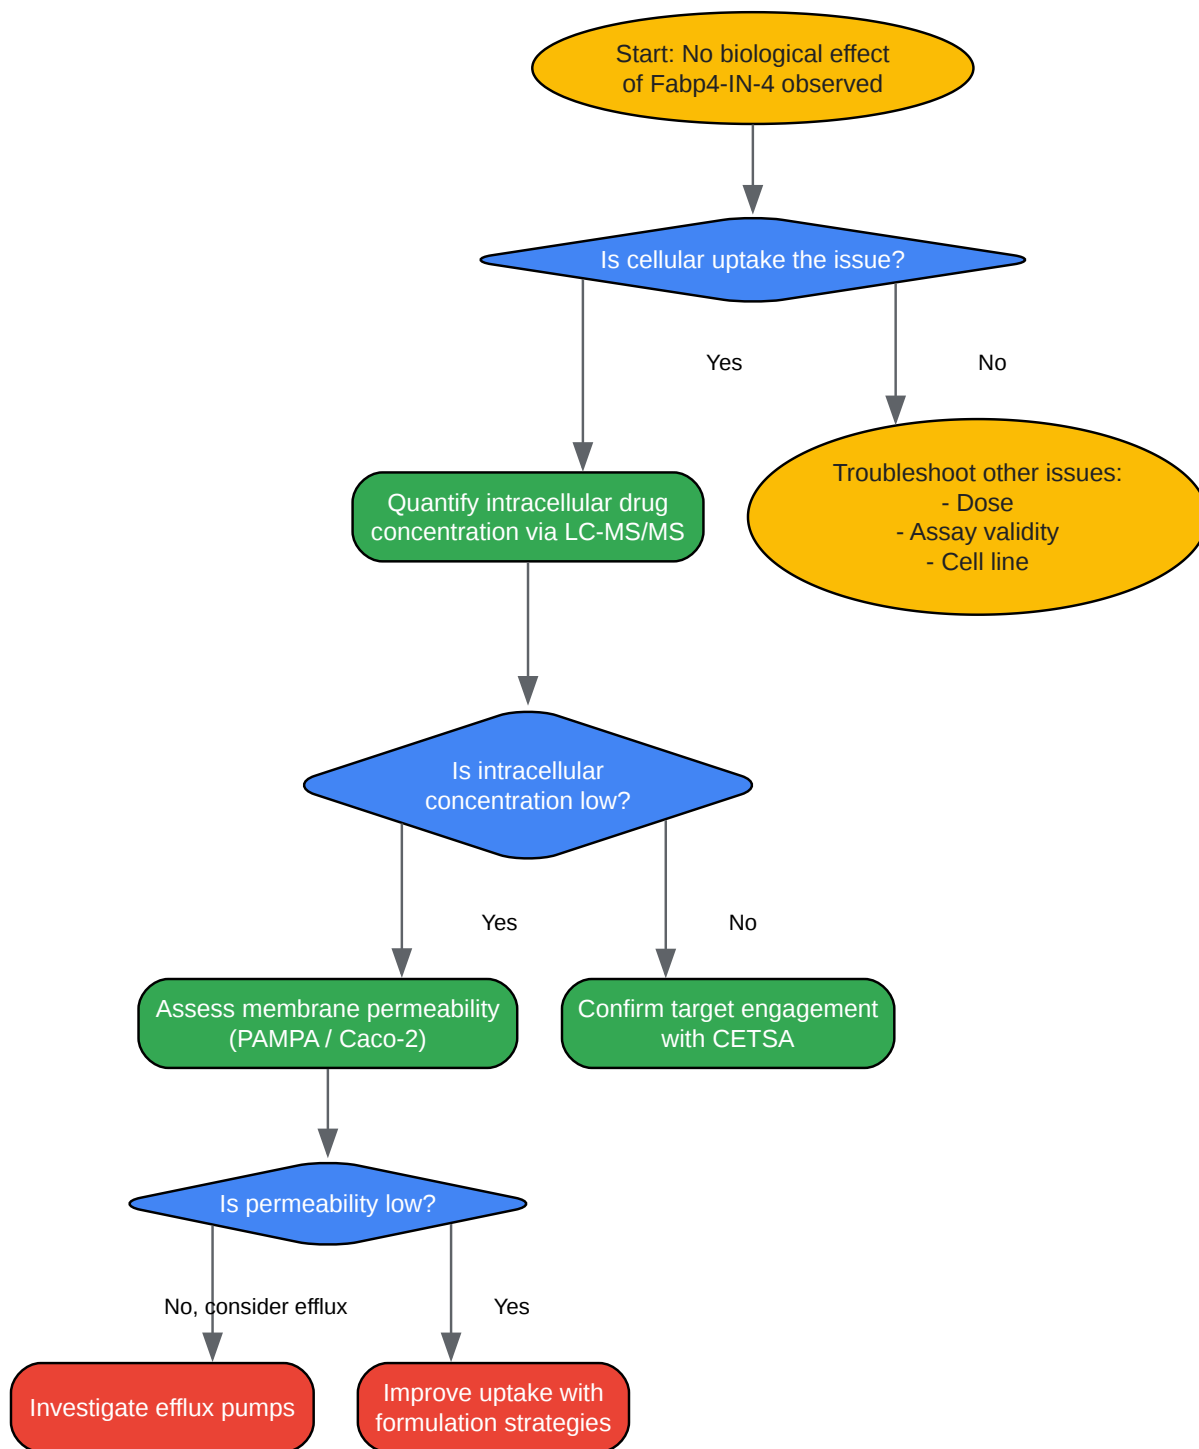 Start: No biological effect
of Fabp4-IN-4 observed
Is cellular uptake the issue?
Yes
No
Troubleshoot other issues:
- Dose
- Assay validity
- Cell line
Quantify intracellular drug
concentration via LC-MS/MS
Is intracellular
concentration low?
Yes
No
Assess membrane permeability
(PAMPA / Caco-2)
Confirm target engagement
with CETSA
Is permeability low?
No, consider efflux
Yes
Investigate efflux pumps
Improve uptake with
formulation strategies